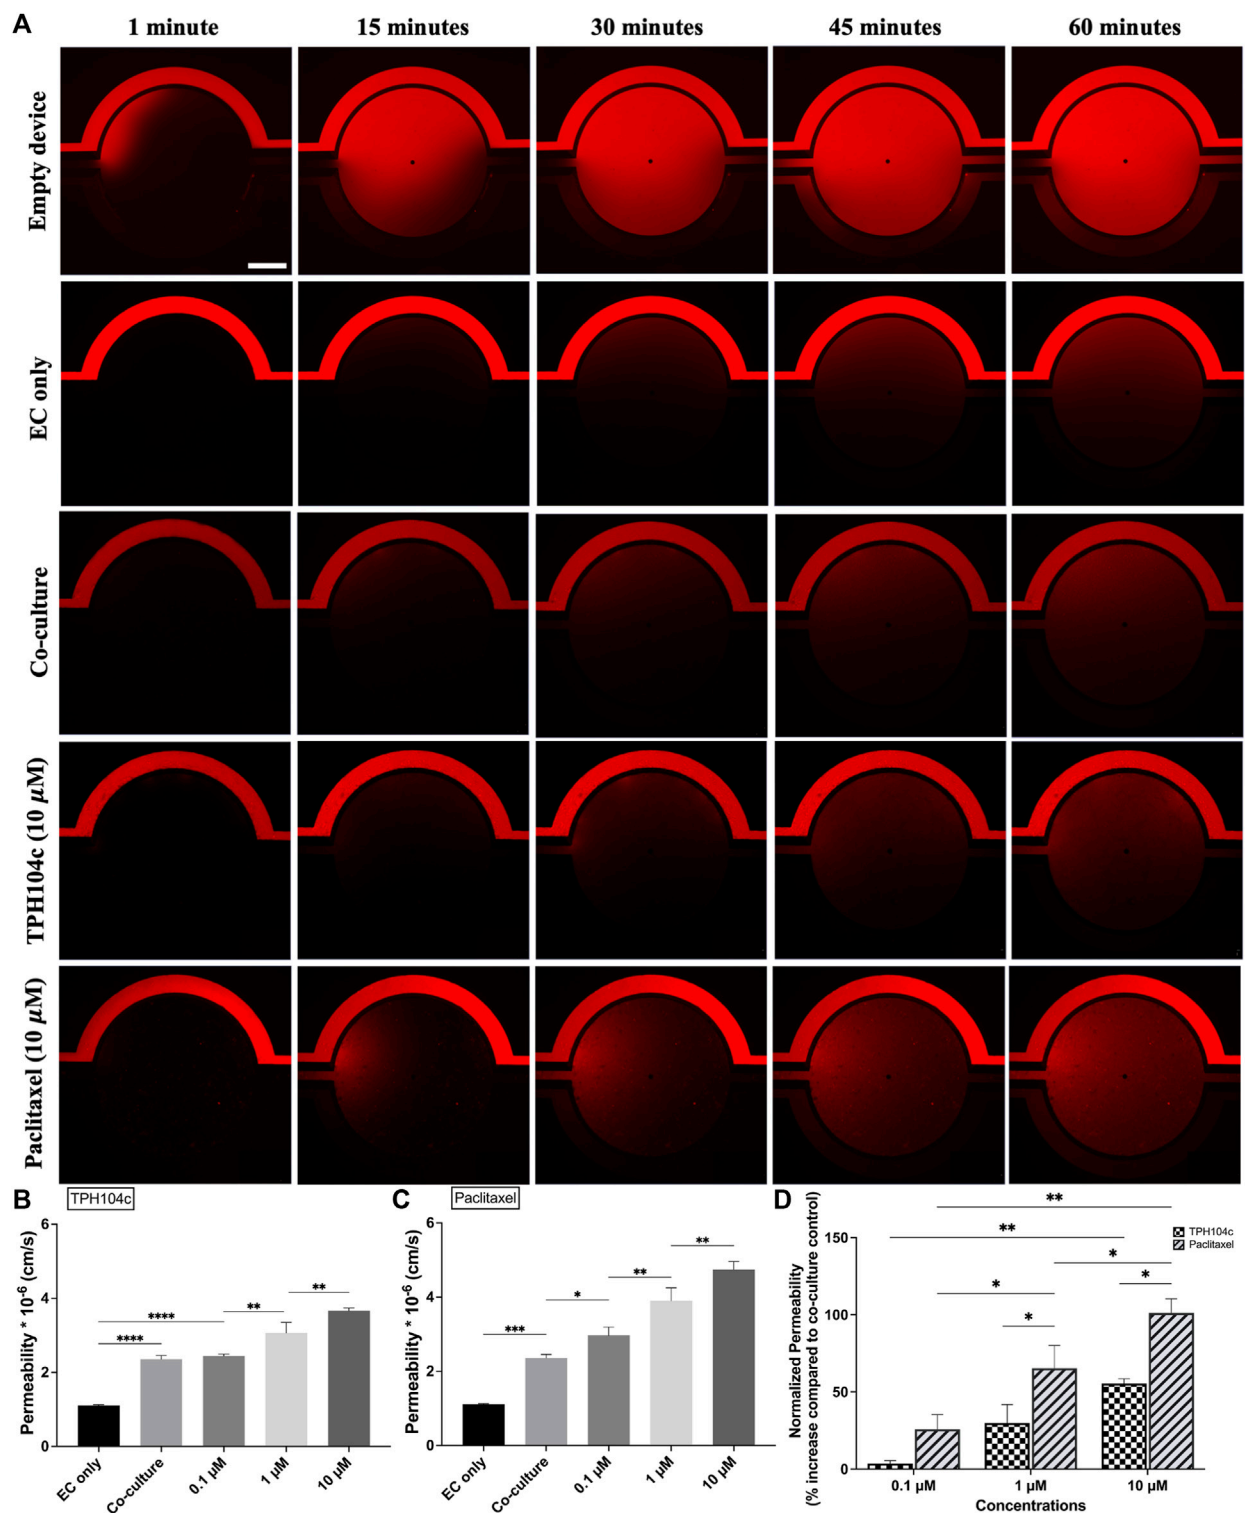 A
1 minute 15 minutes 30 minutes 45 minutes 60 minutes
Empty device
EC only
Co-culture
TPH104c (10 µM)
Paclitaxel (10 µM)
B TPH104c
Permeability * 10⁻⁶ (cm/s)
6
4
2
0
**** **** ** **
EC only Co-culture 0.1 µM 1 µM 10 µM
C Paclitaxel
Permeability * 10⁻⁶ (cm/s)
6
4
2
0
*** * ** **
EC only Co-culture 0.1 µM 1 µM 10 µM
D
Normalized Permeability
(% increase compared to co-culture control)
150
100
50
0
** ** * * * *
TPH104c
Paclitaxel
0.1 µM 1 µM 10 µM
Concentrations